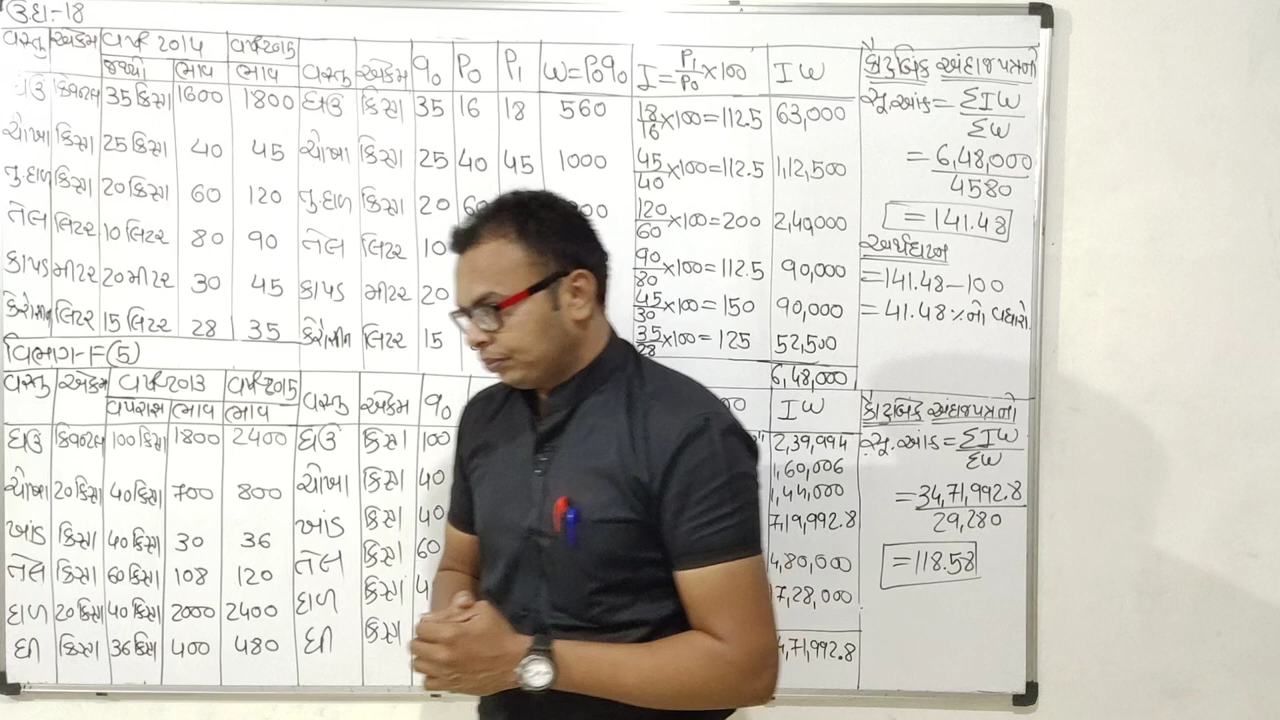 ઉદા:-18
વસ્તુ એકમ વર્ષ 2014 વર્ષ 2015 વસ્તુ એકમ q₀ P₀ P₁ W=P₀q₀ I=P₁/P₀×100 IW
જથ્થો ભાવ ભાવ
ઘઉં ક્વિન્ટલ 35 કિગ્રા 1600 1800 ઘઉં કિગ્રા 35 16 18 560 18/16×100=112.5 63,000
ચોખા કિગ્રા 25 કિગ્રા 40 45 ચોખા કિગ્રા 25 40 45 1000 45/40×100=112.5 1,12,500
તુ.દાળ કિગ્રા 20 કિગ્રા 60 120 તુ.દાળ કિગ્રા 20 120/60×100=200 2,40,000
તેલ લિટર 10 લિટર 80 90 તેલ લિટર 10 90/80×100=112.5 90,000
કાપડ મીટર 20 મીટર 30 45 કાપડ મીટર 20 45/30×100=150 90,000
કેરોસીન લિટર 15 લિટર 28 35 કેરોસીન લિટર 15 35/28×100=125 52,500
6,48,000
કૌટુંબિક અંદાજપત્રનો
સૂ.આંક=ΣIW/ΣW
=6,48,000/4580
=141.48
અર્થઘટન
=141.48-100
=41.48%નો વધારો.
વિભાગ-F(5)
વસ્તુ એકમ વર્ષ 2013 વર્ષ 2015 વસ્તુ એકમ q₀ IW
વપરાશ ભાવ ભાવ
ઘઉં ક્વિન્ટલ 100 કિગ્રા 1800 2400 ઘઉં કિગ્રા 100 2,39,994
ચોખા 20 કિગ્રા 40 કિગ્રા 700 800 ચોખા કિગ્રા 40 1,60,006
ખાંડ કિગ્રા 40 કિગ્રા 30 36 ખાંડ કિગ્રા 40 1,44,000
તેલ કિગ્રા 60 કિગ્રા 108 120 તેલ કિગ્રા 60 7,19,992.8
દાળ 20 કિગ્રા 40 કિગ્રા 2000 2400 દાળ કિગ્રા 4,80,000
ઘી કિગ્રા 36 કિગ્રા 400 480 ઘી કિગ્રા 17,28,000
4,71,992.8
કૌટુંબિક અંદાજપત્રનો
સૂ.આંક=ΣIW/ΣW
=34,71,992.8/29,280
=118.58